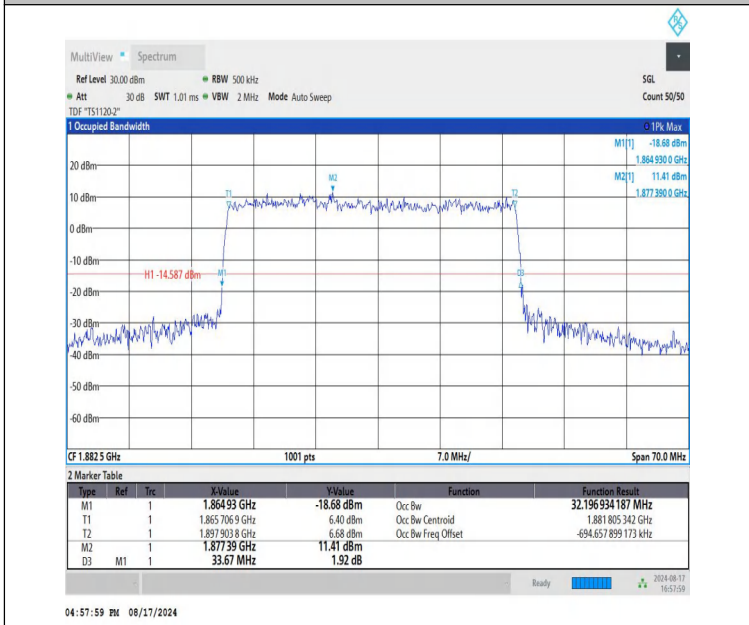 R&S
MultiView Spectrum
Ref Level 30.00 dBm RBW 500 kHz SGL
Att 30 dB SWT 1.01 ms VBW 2 MHz Mode Auto Sweep Count 50/50
TDF "TS1120-2"
1 Occupied Bandwidth 1Pk Max
M1[1] -18.68 dBm
1.864 930 0 GHz
M2[1] 11.41 dBm
1.877 390 0 GHz
20 dBm
M2
T1 T2
10 dBm
0 dBm
-10 dBm
H1 -14.587 dBm M1 D3
-20 dBm
-30 dBm
-40 dBm
-50 dBm
-60 dBm
CF 1.882 5 GHz 1001 pts 7.0 MHz/ Span 70.0 MHz
2 Marker Table
Type Ref Trc X-Value Y-Value Function Function Result
M1 1 1.864 93 GHz -18.68 dBm Occ Bw 32.196 934 187 MHz
T1 1 1.865 706 9 GHz 6.40 dBm Occ Bw Centroid 1.881 805 342 GHz
T2 1 1.897 903 8 GHz 6.68 dBm Occ Bw Freq Offset -694.657 899 173 kHz
M2 1 1.877 39 GHz 11.41 dBm
D3 M1 1 33.67 MHz 1.92 dB
Ready 2024-08-17
16:57:59
04:57:59 PM 08/17/2024